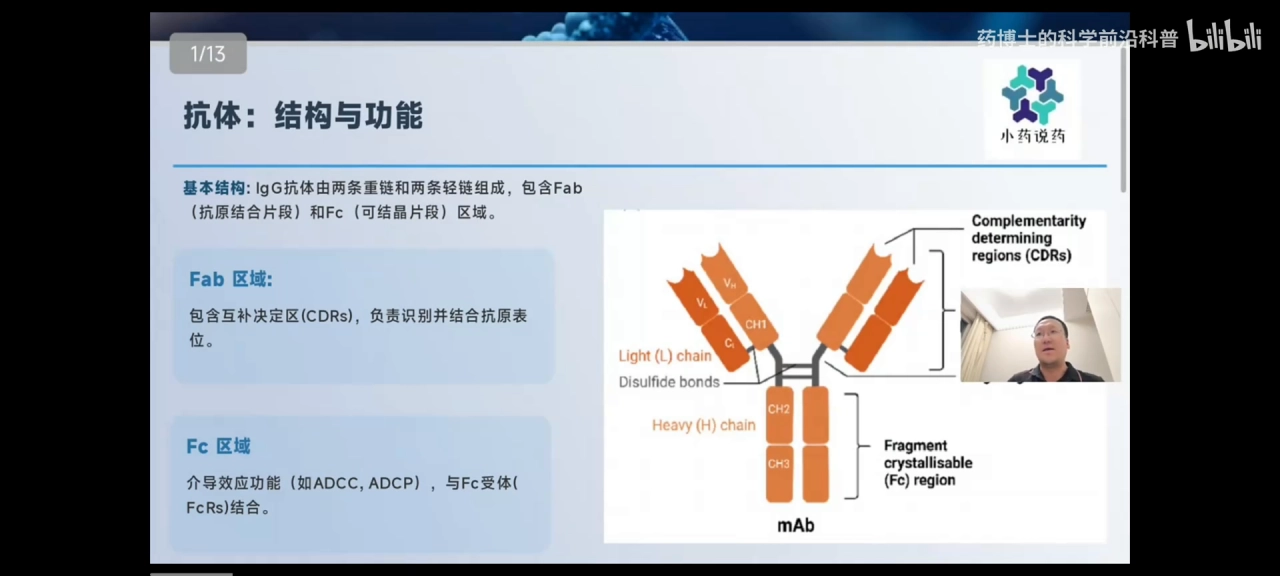 1/13
药博士的科学前沿科普 bilibili
小药说药
抗体：结构与功能
基本结构: IgG抗体由两条重链和两条轻链组成，包含Fab
（抗原结合片段）和Fc（可结晶片段）区域。
Fab 区域:
包含互补决定区(CDRs)，负责识别并结合抗原表
位。
Fc 区域
介导效应功能（如ADCC, ADCP），与Fc受体(
FcRs)结合。
Complementarity
determining
regions (CDRs)
VH
VL
CH1
CL
Light (L) chain
Disulfide bonds
CH2
Heavy (H) chain
CH3
Fragment
crystallisable
(Fc) region
mAb